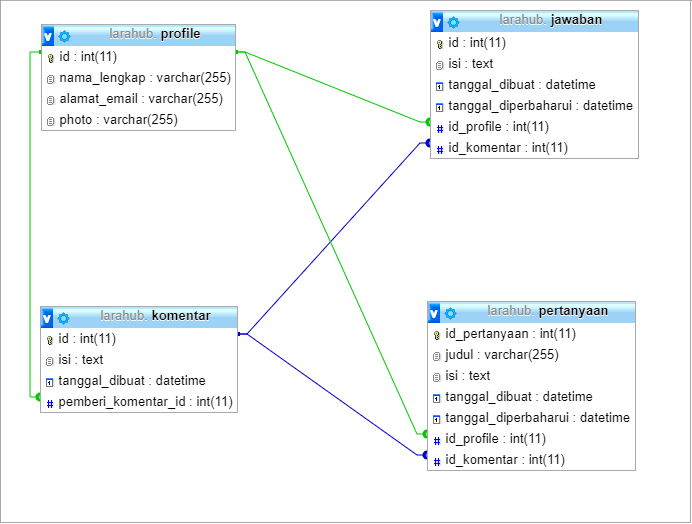 larahub. profile
id : int(11)
nama_lengkap : varchar(255)
alamat_email : varchar(255)
photo : varchar(255)
larahub. jawaban
id : int(11)
isi : text
tanggal_dibuat : datetime
tanggal_diperbaharui : datetime
id_profile : int(11)
id_komentar : int(11)
larahub. komentar
id : int(11)
isi : text
tanggal_dibuat : datetime
pemberi_komentar_id : int(11)
larahub. pertanyaan
id_pertanyaan : int(11)
judul : varchar(255)
isi : text
tanggal_dibuat : datetime
tanggal_diperbaharui : datetime
id_profile : int(11)
id_komentar : int(11)